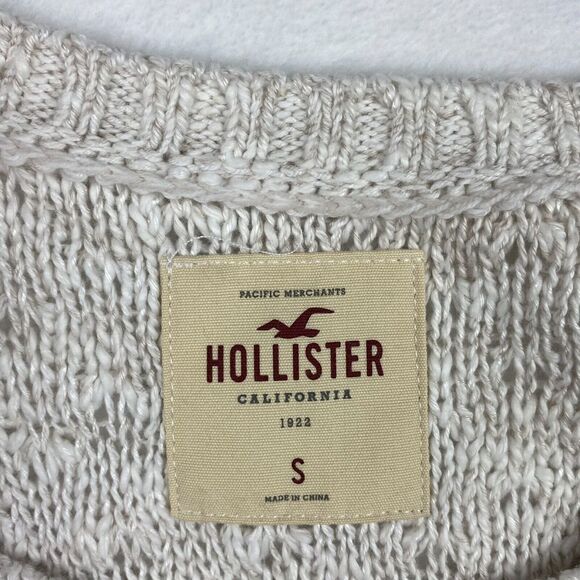 PACIFIC MERCHANTS
HOLLISTER
CALIFORNIA
1922
S
MADE IN CHINA